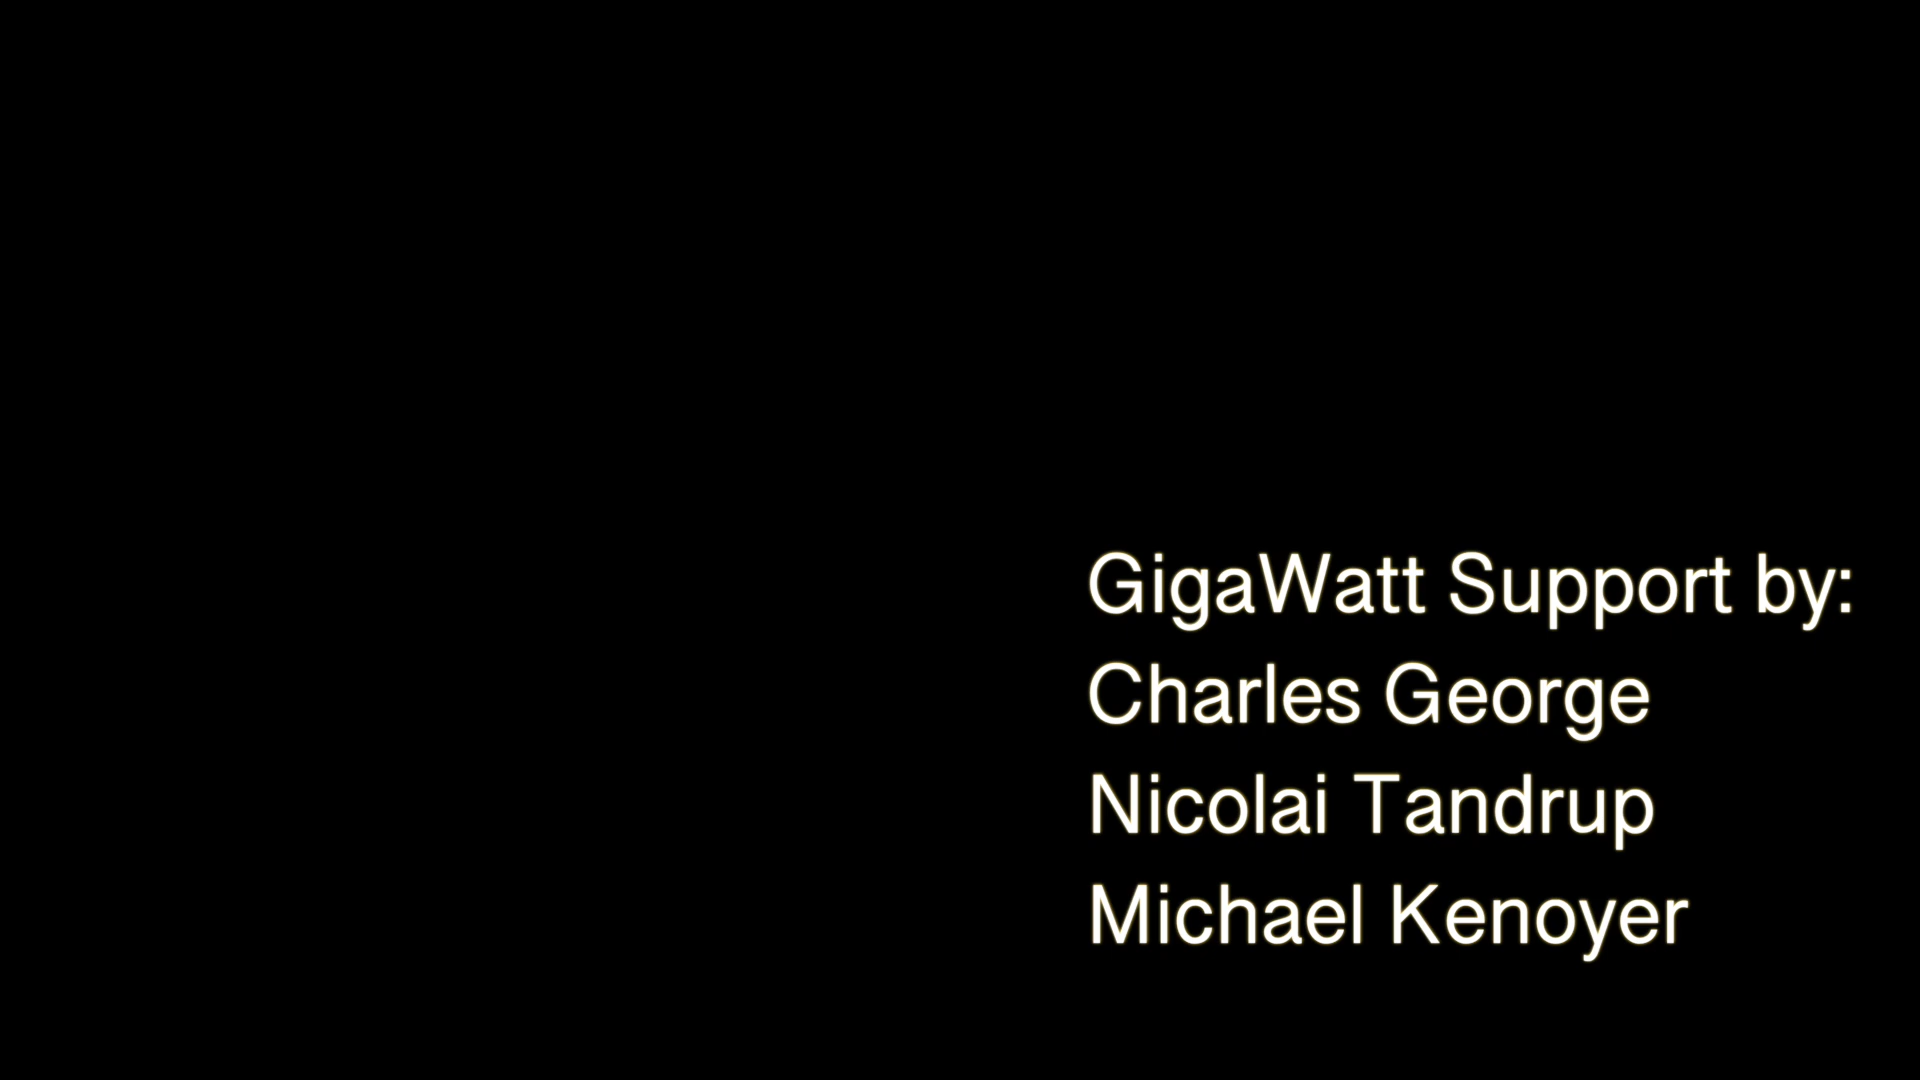 GigaWatt Support by:
Charles George
Nicolai Tandrup
Michael Kenoyer